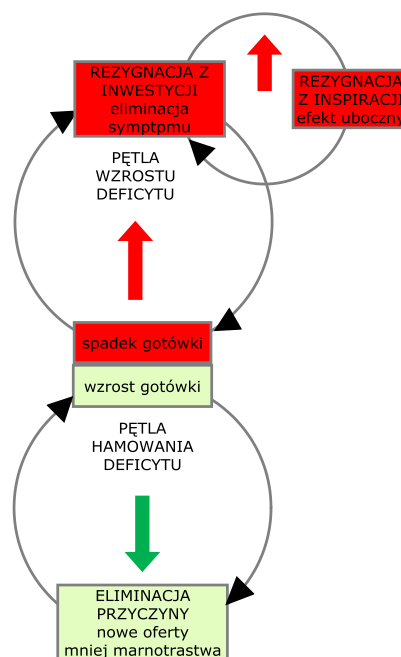 REZYGNACJA Z
INWESTYCJI
eliminacja
symptpmu
REZYGNACJA
Z INSPIRACJI
efekt uboczny
PĘTLA
WZROSTU
DEFICYTU
spadek gotówki
wzrost gotówki
PĘTLA
HAMOWANIA
DEFICYTU
ELIMINACJA
PRZYCZYNY
nowe oferty
mniej marnotrastwa